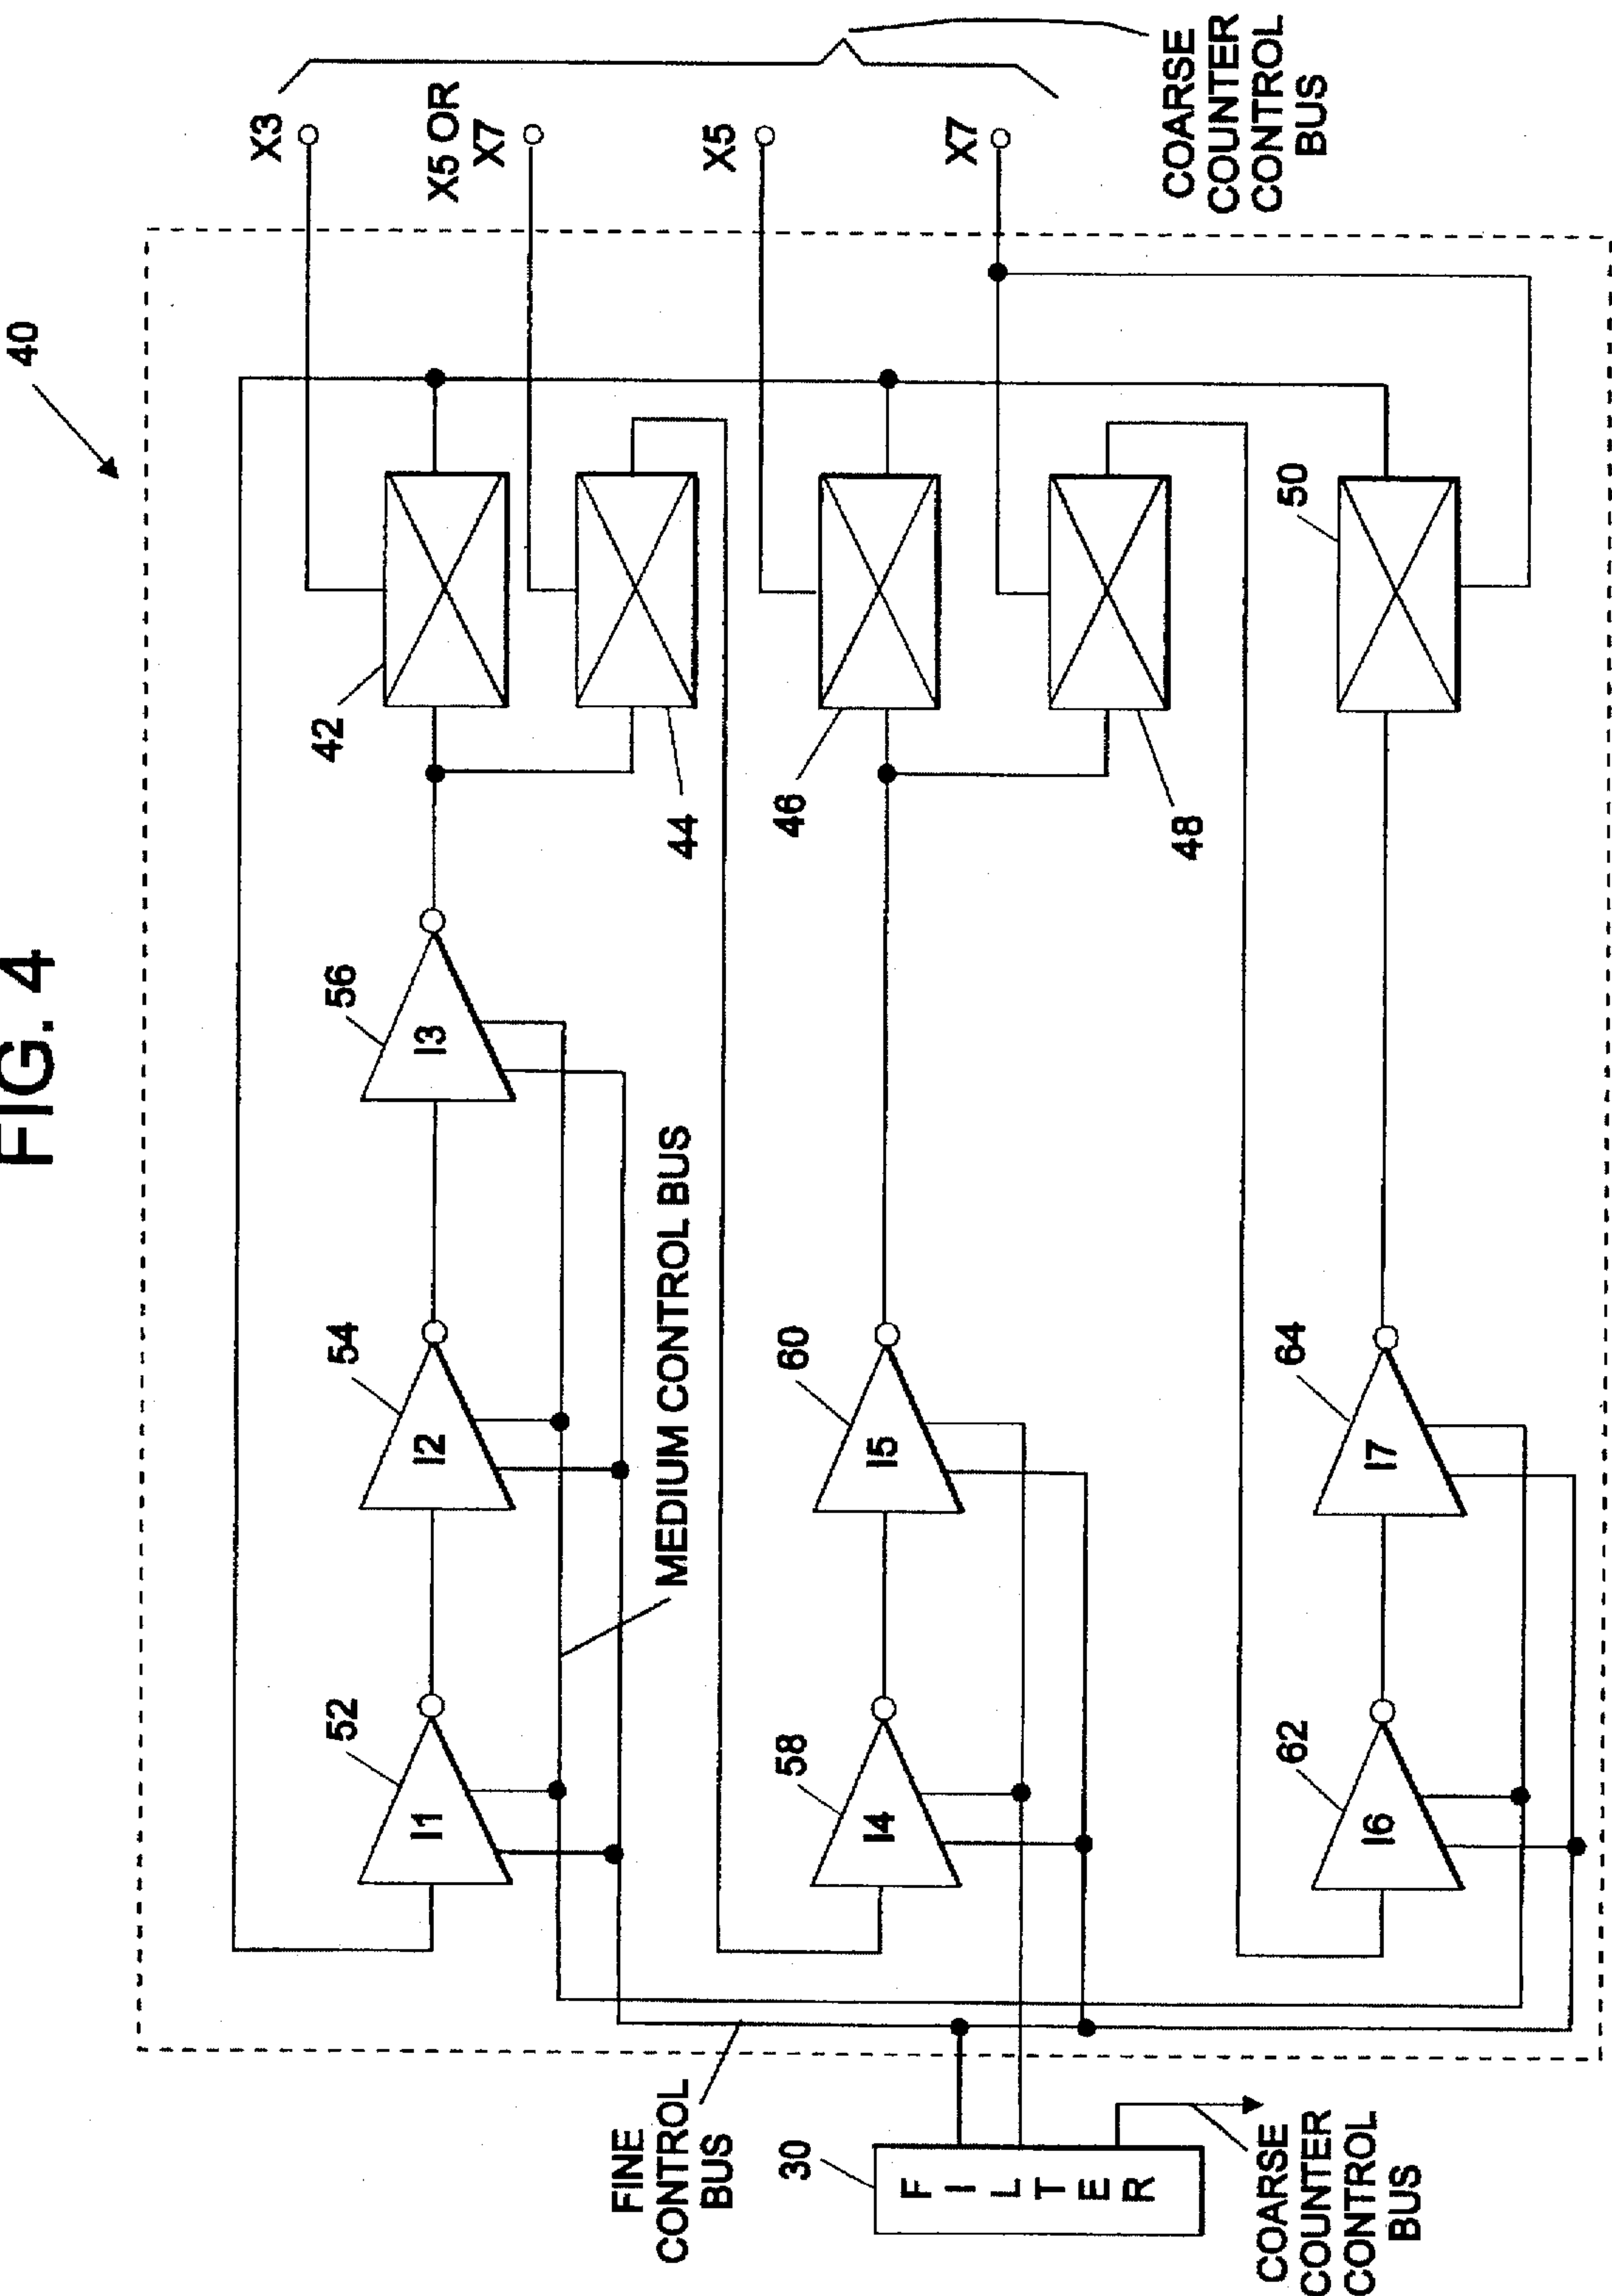 FIG. 4
40
X3
X5 OR
X7
X5
X7
COARSE
COUNTER
CONTROL
BUS
42
44
46
48
50
52
I1
54
I2
56
I3
MEDIUM CONTROL BUS
58
I4
60
I5
62
I6
64
I7
FINE
CONTROL
BUS
30
FILTER
COARSE
COUNTER
CONTROL
BUS